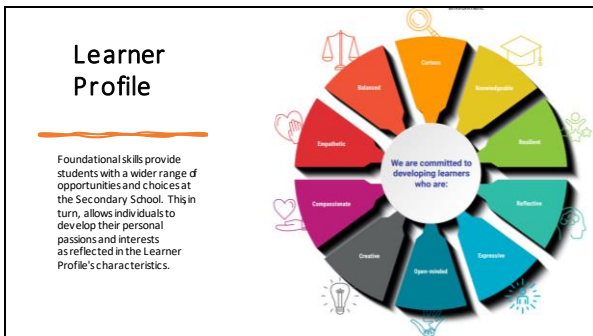 Learner
Profile
Foundational skills provide
students with a wider range of
opportunities and choices at
the Secondary School. This, in
turn, allows individuals to
develop their personal
passions and interests
as reflected in the Learner
Profile's characteristics.
Curious
Knowledgeable
Resilient
Reflective
Expressive
Open-minded
Creative
Compassionate
Empathetic
Balanced
We are committed to
developing learners
who are: